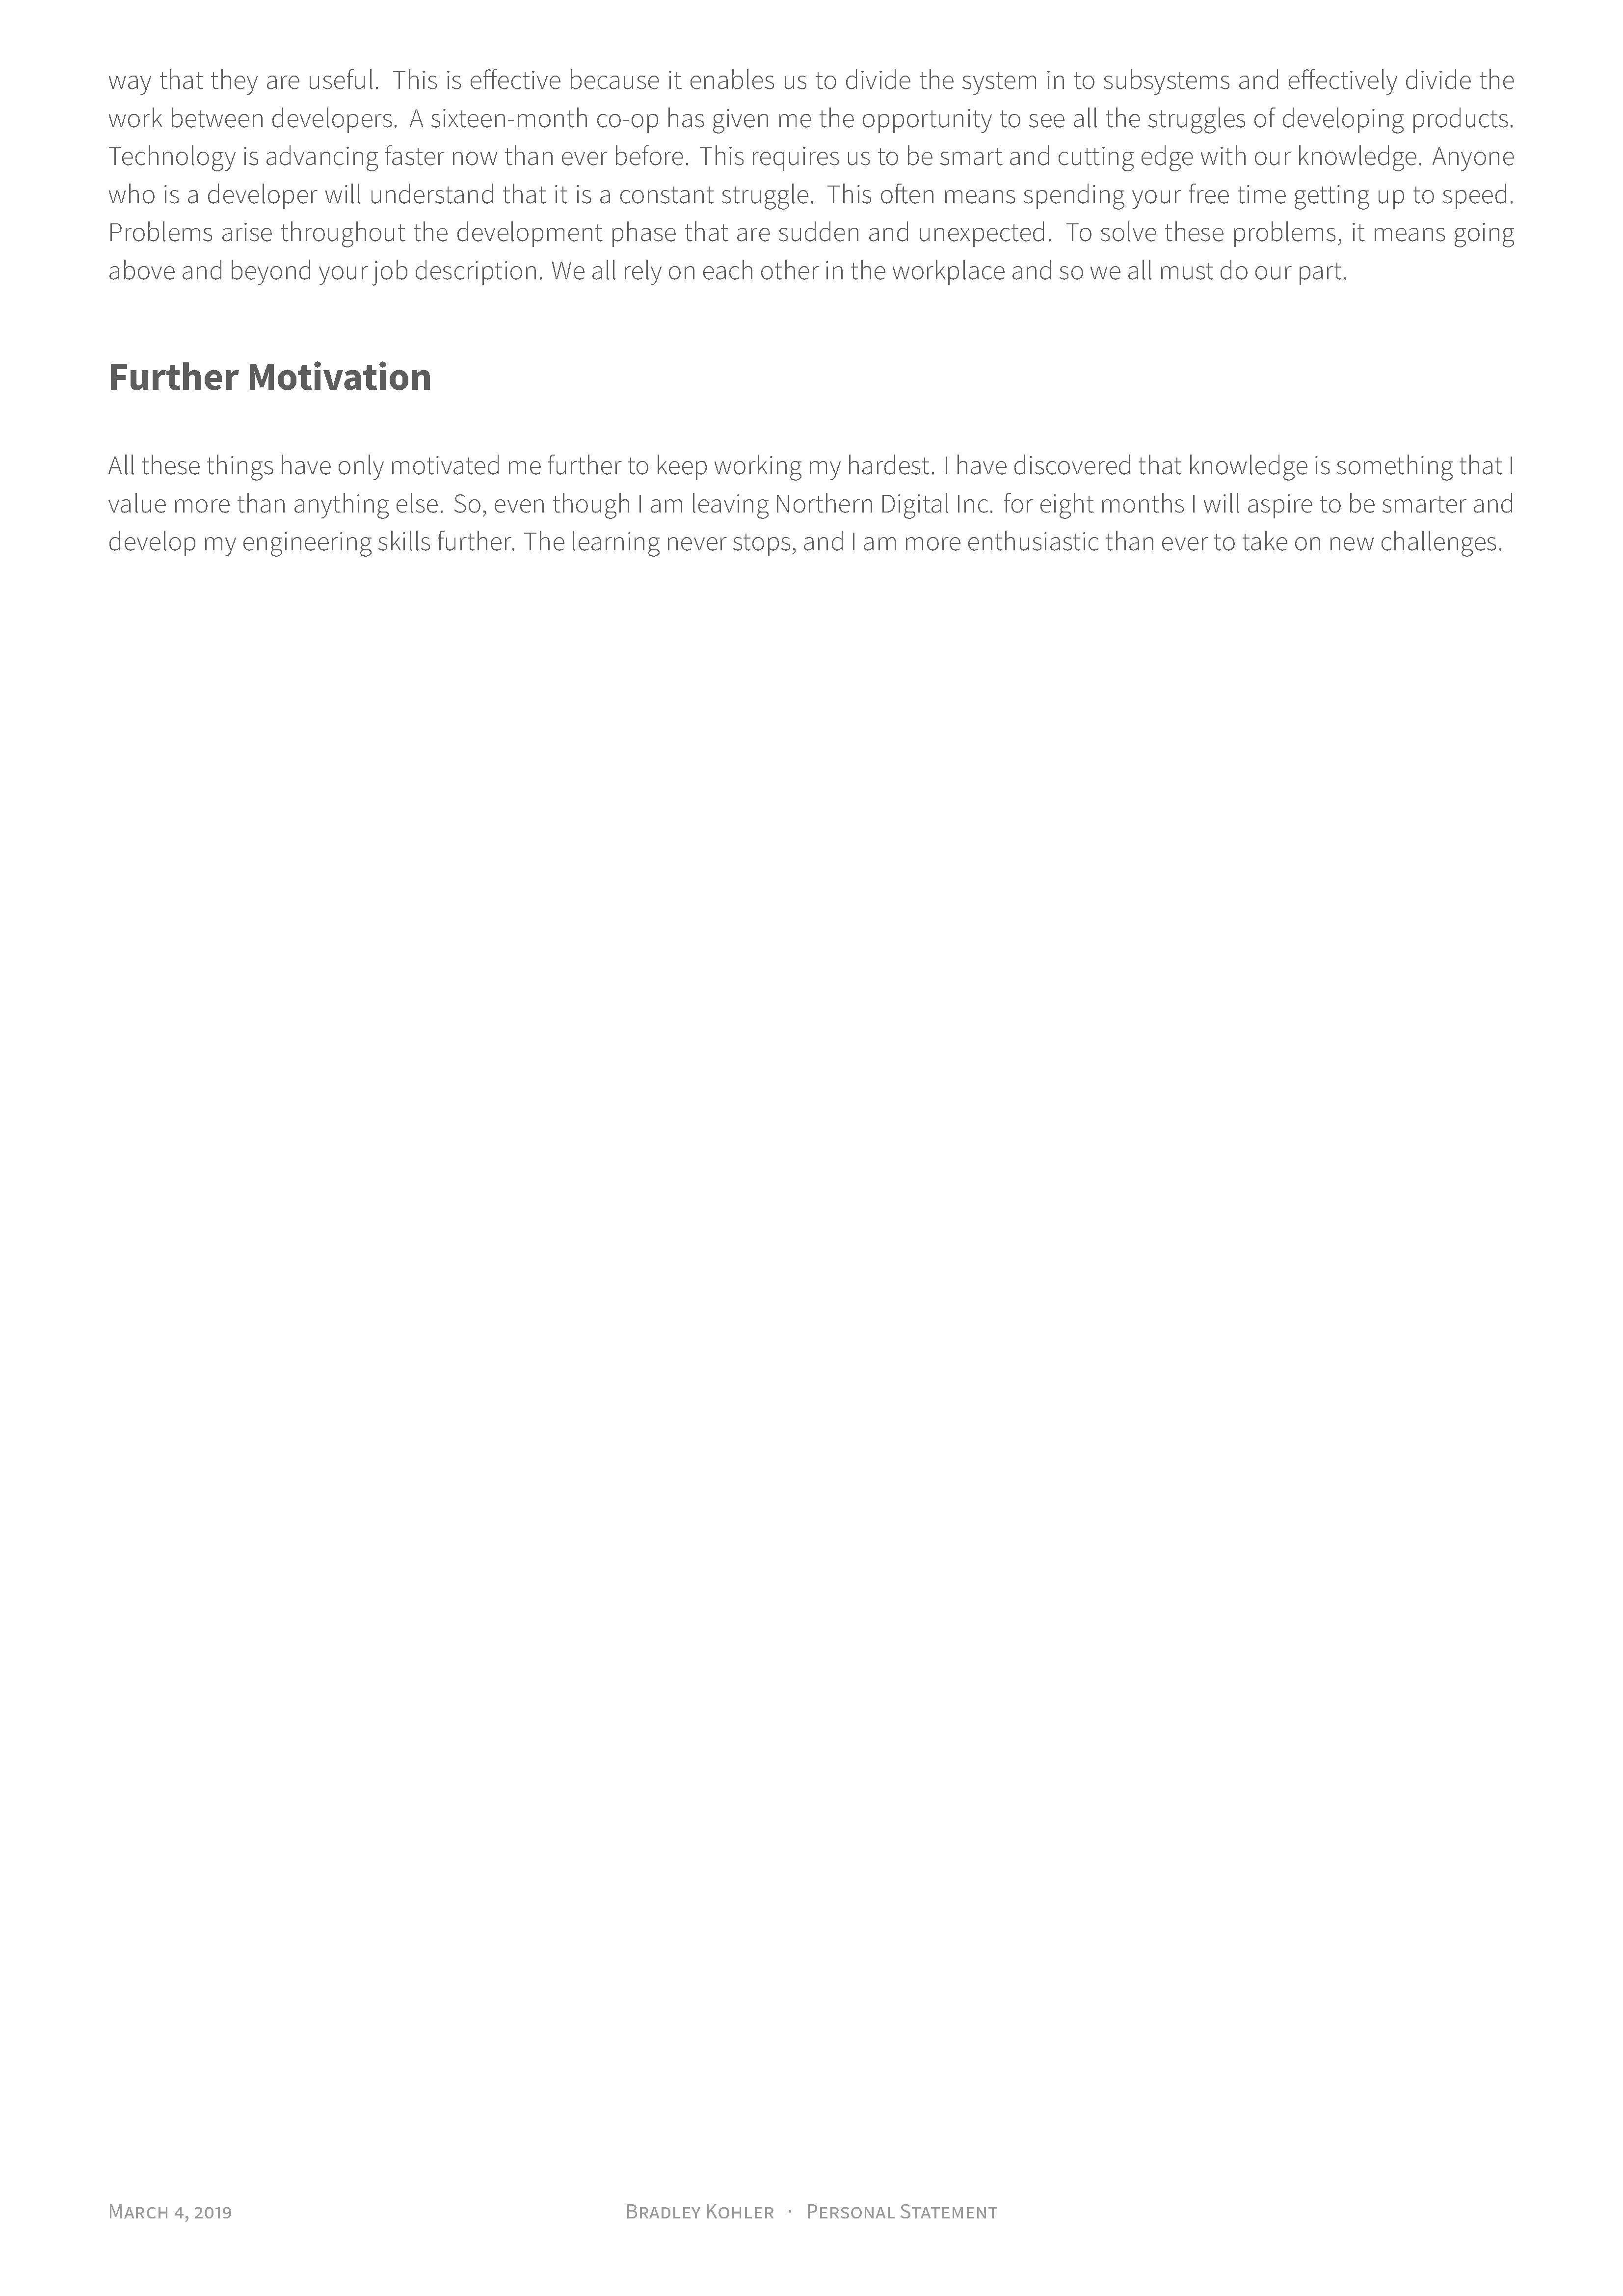 way that they are useful. This is effective because it enables us to divide the system in to subsystems and effectively divide the
work between developers. A sixteen-month co-op has given me the opportunity to see all the struggles of developing products.
Technology is advancing faster now than ever before. This requires us to be smart and cutting edge with our knowledge. Anyone
who is a developer will understand that it is a constant struggle. This often means spending your free time getting up to speed.
Problems arise throughout the development phase that are sudden and unexpected. To solve these problems, it means going
above and beyond your job description. We all rely on each other in the workplace and so we all must do our part.
Further Motivation
All these things have only motivated me further to keep working my hardest. I have discovered that knowledge is something that I
value more than anything else. So, even though I am leaving Northern Digital Inc. for eight months I will aspire to be smarter and
develop my engineering skills further. The learning never stops, and I am more enthusiastic than ever to take on new challenges.
March 4, 2019 Bradley Kohler · Personal Statement